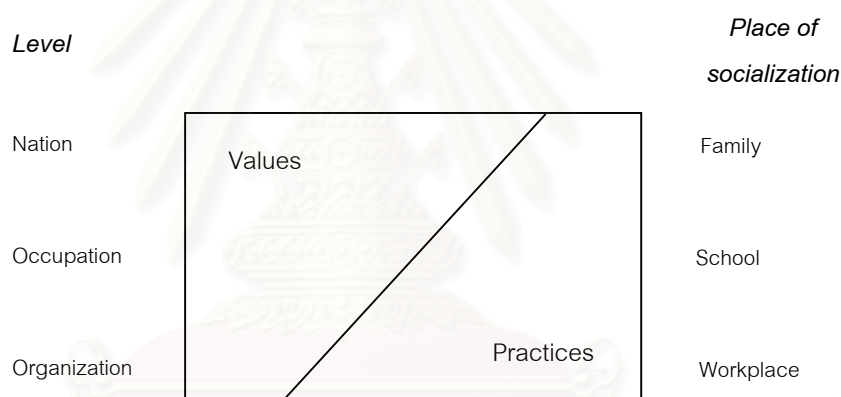 Level
Place of
socialization
Nation
Values
Family
Occupation
School
Practices
Organization
Workplace